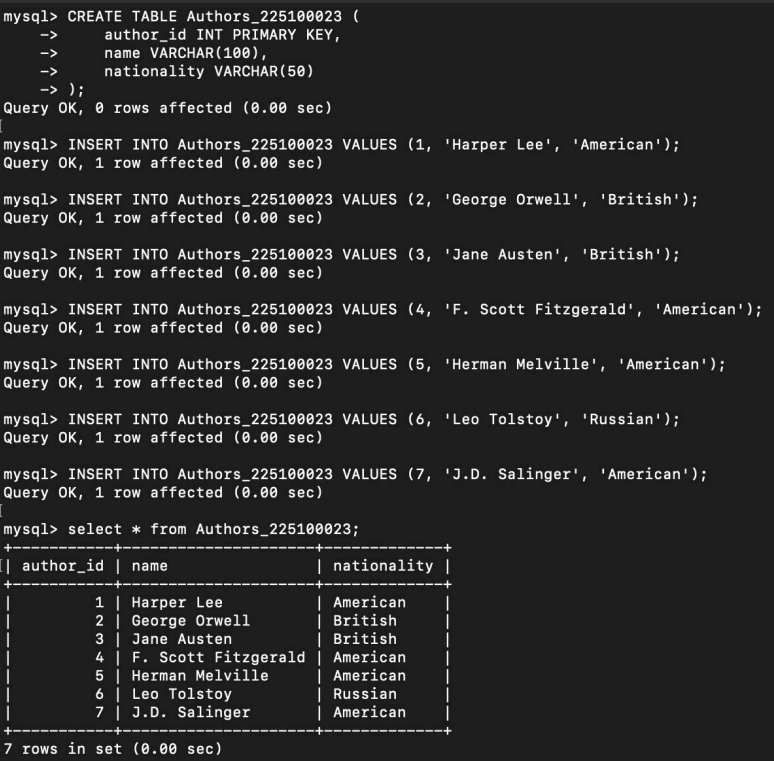 mysql> CREATE TABLE Authors_225100023 (
    ->     author_id INT PRIMARY KEY,
    ->     name VARCHAR(100),
    ->     nationality VARCHAR(50)
    -> );
Query OK, 0 rows affected (0.00 sec)
mysql> INSERT INTO Authors_225100023 VALUES (1, 'Harper Lee', 'American');
Query OK, 1 row affected (0.00 sec)
mysql> INSERT INTO Authors_225100023 VALUES (2, 'George Orwell', 'British');
Query OK, 1 row affected (0.00 sec)
mysql> INSERT INTO Authors_225100023 VALUES (3, 'Jane Austen', 'British');
Query OK, 1 row affected (0.00 sec)
mysql> INSERT INTO Authors_225100023 VALUES (4, 'F. Scott Fitzgerald', 'American');
Query OK, 1 row affected (0.00 sec)
mysql> INSERT INTO Authors_225100023 VALUES (5, 'Herman Melville', 'American');
Query OK, 1 row affected (0.00 sec)
mysql> INSERT INTO Authors_225100023 VALUES (6, 'Leo Tolstoy', 'Russian');
Query OK, 1 row affected (0.00 sec)
mysql> INSERT INTO Authors_225100023 VALUES (7, 'J.D. Salinger', 'American');
Query OK, 1 row affected (0.00 sec)
mysql> select * from Authors_225100023;
+-----------+---------------------+-------------+
| author_id | name                | nationality |
+-----------+---------------------+-------------+
|         1 | Harper Lee          | American    |
|         2 | George Orwell       | British     |
|         3 | Jane Austen         | British     |
|         4 | F. Scott Fitzgerald | American    |
|         5 | Herman Melville     | American    |
|         6 | Leo Tolstoy         | Russian     |
|         7 | J.D. Salinger       | American    |
+-----------+---------------------+-------------+
7 rows in set (0.00 sec)